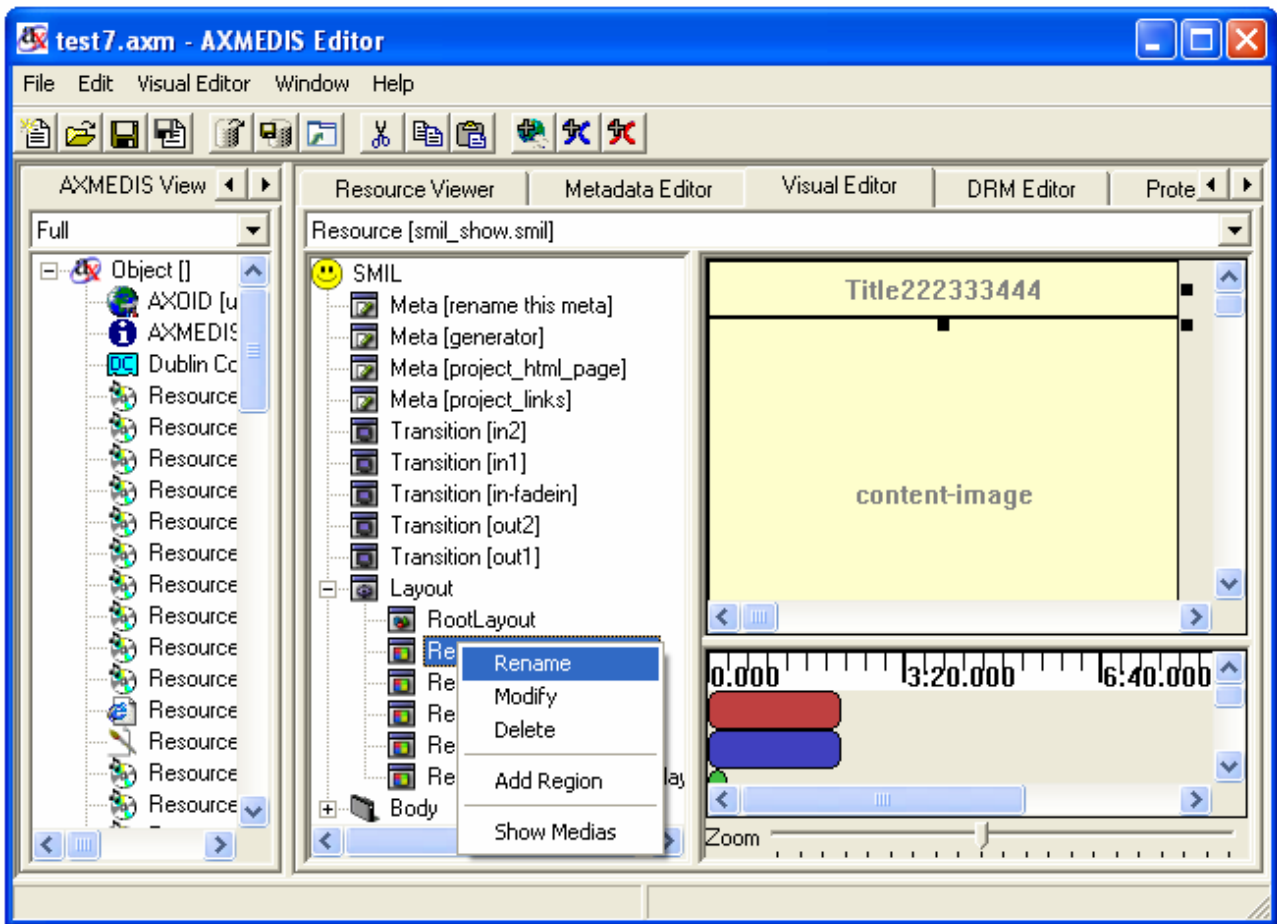 test7.axm - AXMEDIS Editor
File Edit Visual Editor Window Help
AXMEDIS View
Full
Object []
AXOID [u
AXMEDIS
Dublin Co
Resource
Resource
Resource
Resource
Resource
Resource
Resource
Resource
Resource
Resource
Resource
Resource
Resource
Resource
Resource Viewer Metadata Editor Visual Editor DRM Editor Prote
Resource [smil_show.smil]
SMIL
Meta [rename this meta]
Meta [generator]
Meta [project_html_page]
Meta [project_links]
Transition [in2]
Transition [in1]
Transition [in-fadein]
Transition [out2]
Transition [out1]
Layout
RootLayout
Re
Re
Re
Re
Re lay
Body
Rename
Modify
Delete
Add Region
Show Medias
Title222333444
content-image
0.000 3:20.000 6:40.000
Zoom